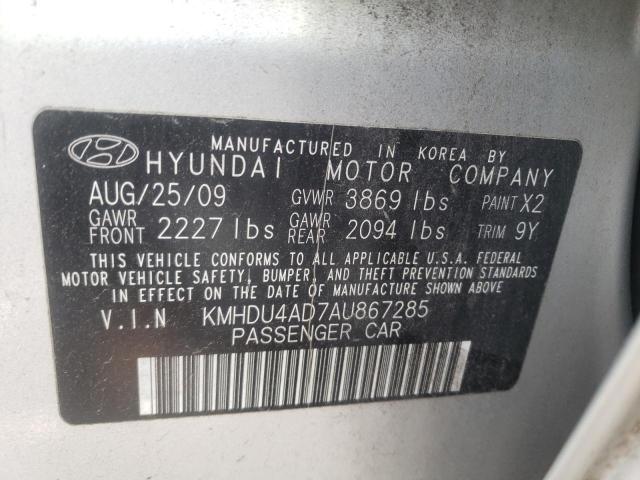 MANUFACTURED IN KOREA BY
HYUNDAI MOTOR COMPANY
AUG/25/09 GVWR 3869 lbs PAINT X2
GAWR FRONT 2227 lbs GAWR REAR 2094 lbs TRIM 9Y
THIS VEHICLE CONFORMS TO ALL APPLICABLE U.S.A. FEDERAL
MOTOR VEHICLE SAFETY, BUMPER, AND THEFT PREVENTION STANDARDS
IN EFFECT ON THE DATE OF MANUFACTURE SHOWN ABOVE.
V.I.N KMHDU4AD7AU867285
PASSENGER CAR